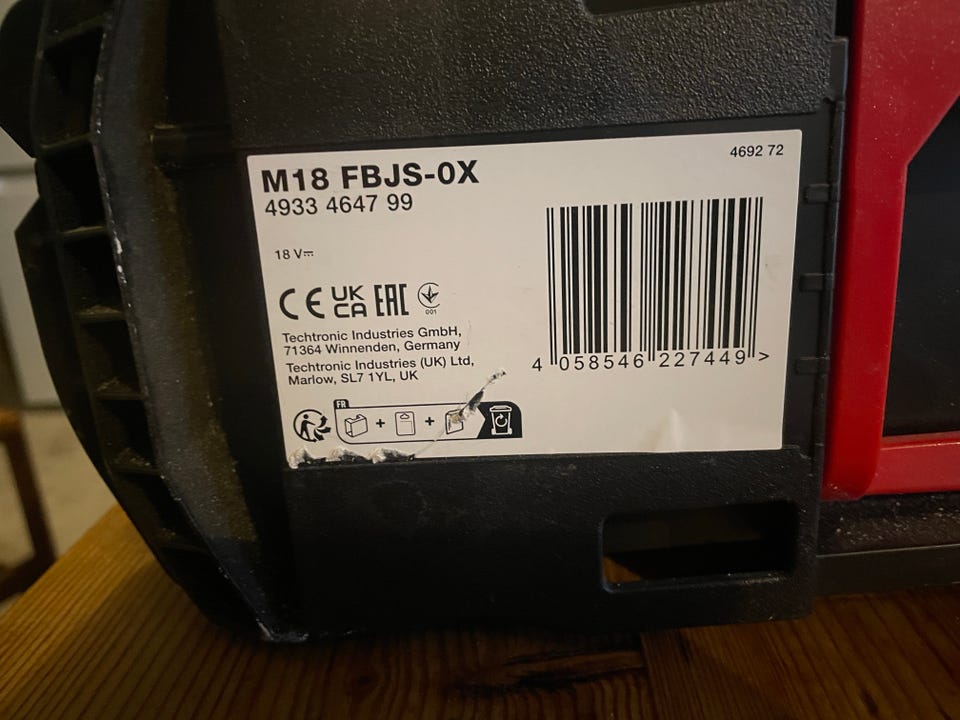 M18 FBJS-0X
4692 72
4933 4647 99
18 V⎓
CE UK CA EAC
001
Techtronic Industries GmbH,
71364 Winnenden, Germany
Techtronic Industries (UK) Ltd,
Marlow, SL7 1YL, UK
4 058546 227449 >
FR
+ +